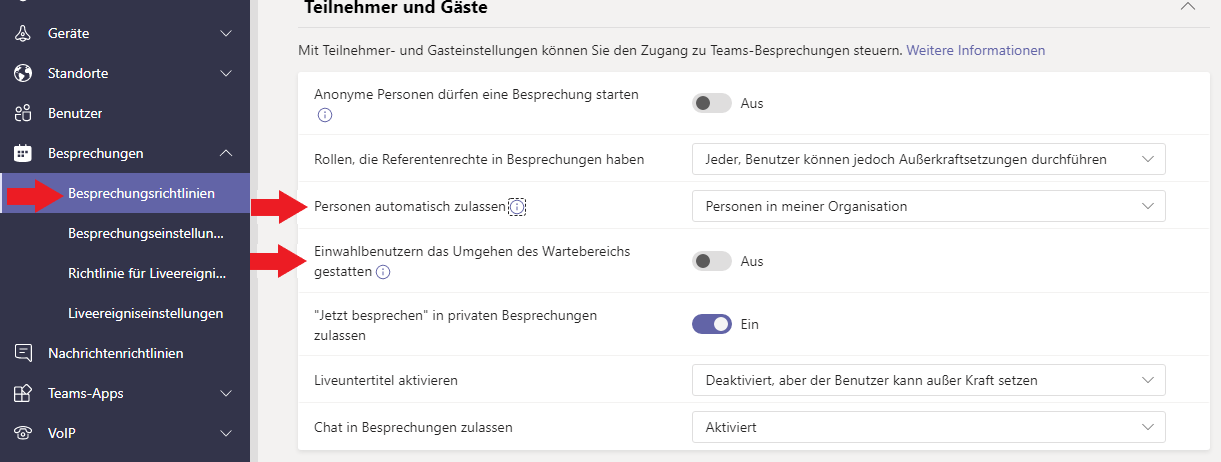 Geräte
Standorte
Benutzer
Besprechungen
Besprechungsrichtlinien
Besprechungseinstellun...
Richtlinie für Liveereigni...
Liveereigniseinstellungen
Nachrichtenrichtlinien
Teams-Apps
VoIP
Teilnehmer und Gäste
Mit Teilnehmer- und Gasteinstellungen können Sie den Zugang zu Teams-Besprechungen steuern. Weitere Informationen
Anonyme Personen dürfen eine Besprechung starten
Aus
Rollen, die Referentenrechte in Besprechungen haben
Jeder, Benutzer können jedoch Außerkraftsetzungen durchführen
Personen automatisch zulassen
Personen in meiner Organisation
Einwahlbenutzern das Umgehen des Wartebereichs
gestatten
Aus
"Jetzt besprechen" in privaten Besprechungen
zulassen
Ein
Liveuntertitel aktivieren
Deaktiviert, aber der Benutzer kann außer Kraft setzen
Chat in Besprechungen zulassen
Aktiviert